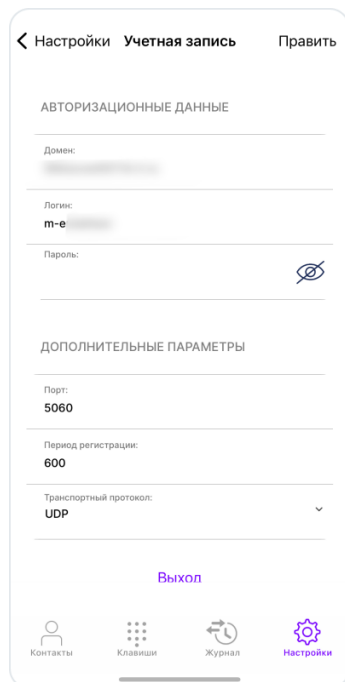 Настройки Учетная запись Править
АВТОРИЗАЦИОННЫЕ ДАННЫЕ
Домен:
Логин:
m-e
Пароль:
ДОПОЛНИТЕЛЬНЫЕ ПАРАМЕТРЫ
Порт:
5060
Период регистрации:
600
Транспортный протокол:
UDP
Выход
Контакты Клавиши Журнал Настройки